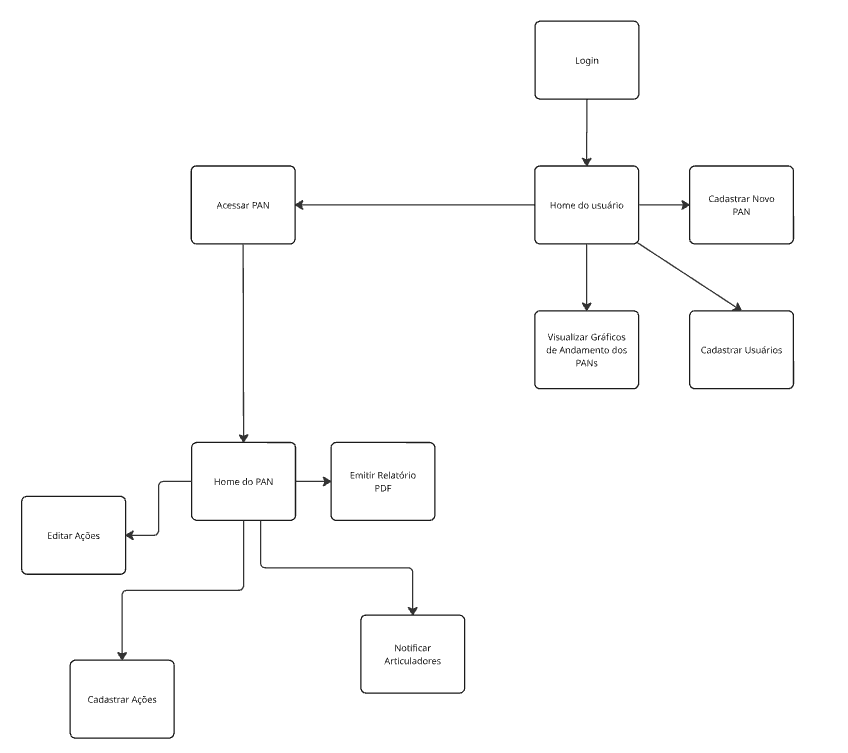 Login
Acessar PAN
Home do usuário
Cadastrar Novo
PAN
Visualizar Gráficos
de Andamento dos
PANs
Cadastrar Usuários
Home do PAN
Emitir Relatório
PDF
Editar Ações
Notificar
Articuladores
Cadastrar Ações